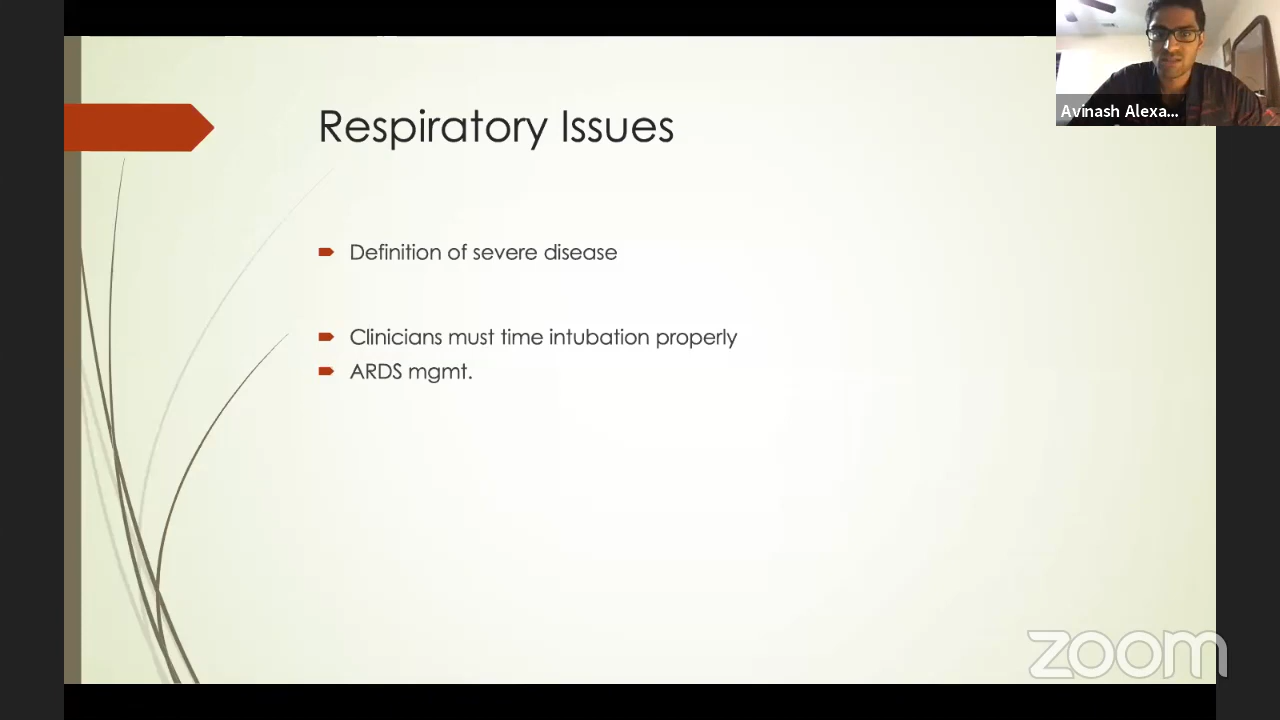 Respiratory Issues
Avinash Alexa...
Definition of severe disease
Clinicians must time intubation properly
ARDS mgmt.
zoom